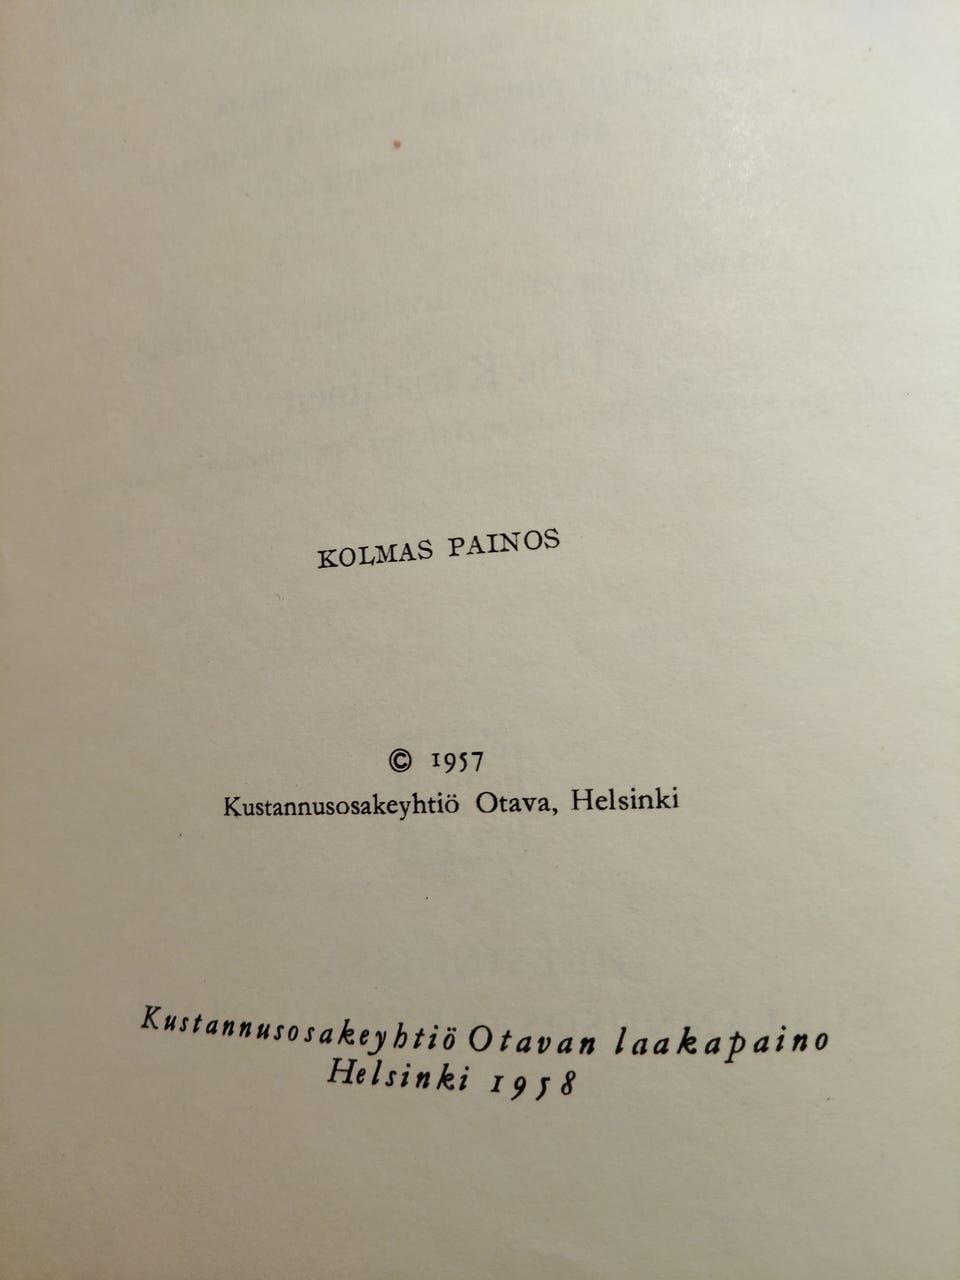 KOLMAS PAINOS
© 1957
Kustannusosakeyhtiö Otava, Helsinki
Kustannusosakeyhtiö Otavan laakapaino
Helsinki 1958